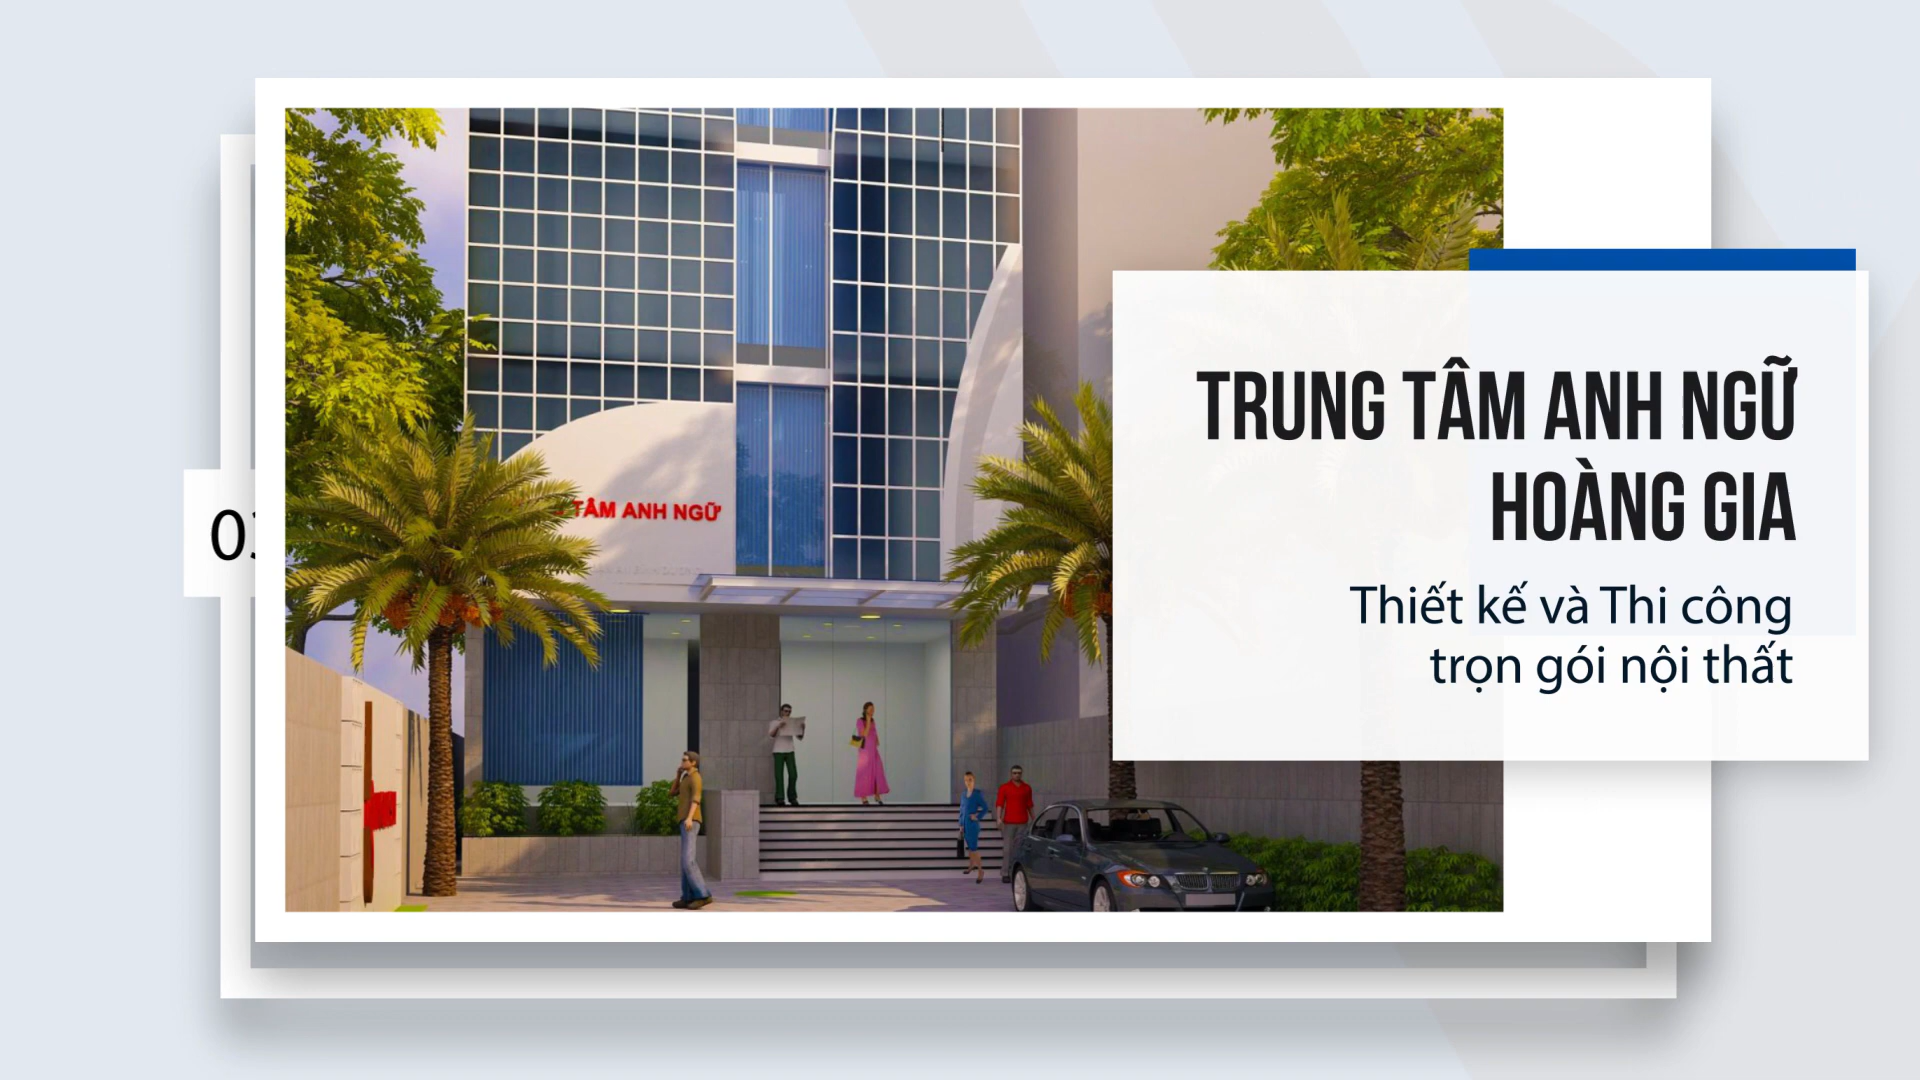 TRUNG TÂM ANH NGỮ
HOÀNG GIA
Thiết kế và Thi công
trọn gói nội thất
TÂM ANH NGỮ